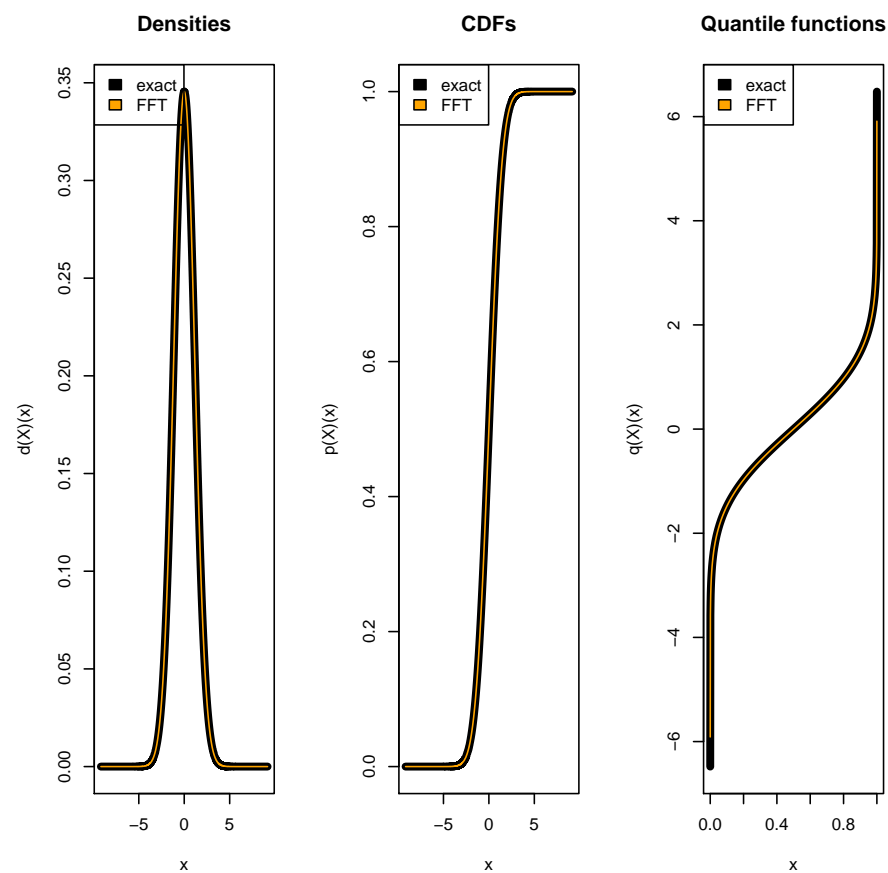 Densities
exact
FFT
0.35
0.30
0.25
0.20
0.15
0.10
0.05
0.00
d(X)(x)
−5 0 5
x
CDFs
exact
FFT
1.0
0.8
0.6
0.4
0.2
0.0
p(X)(x)
−5 0 5
x
Quantile functions
exact
FFT
6
4
2
0
−2
−4
−6
q(X)(x)
0.0 0.4 0.8
x